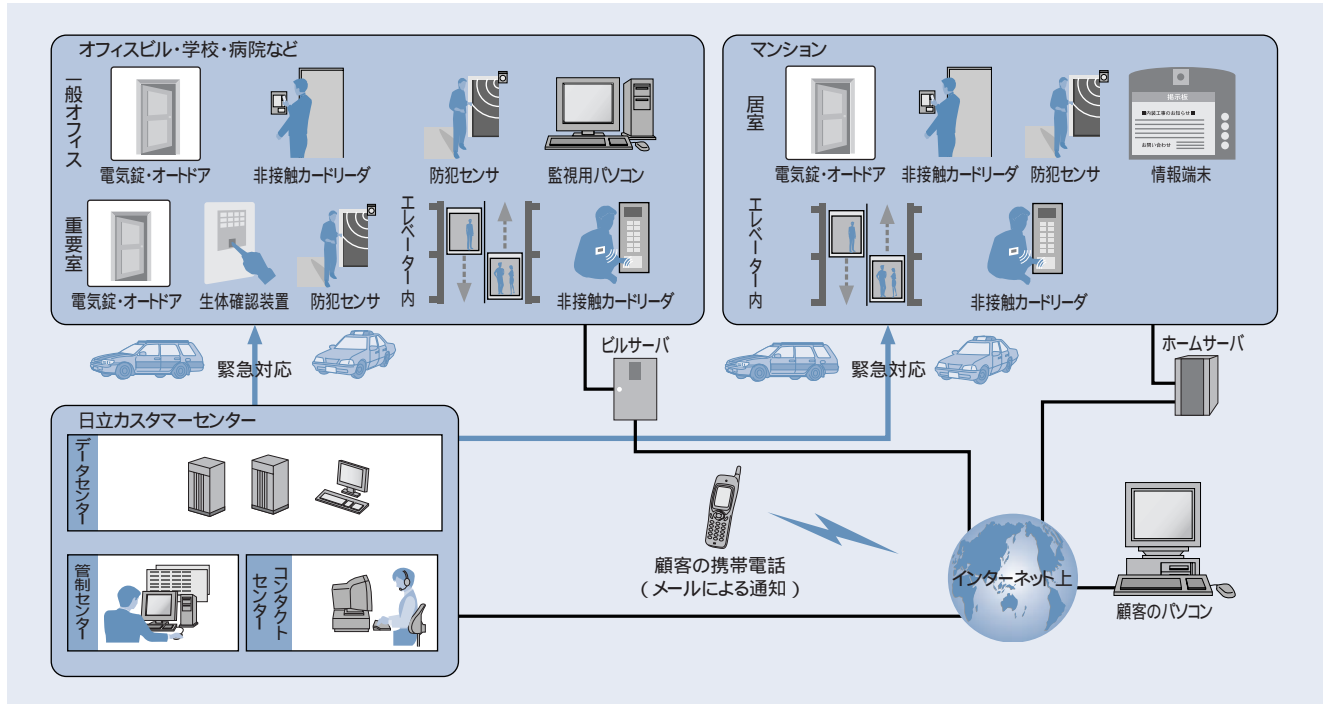 オフィスビル・学校・病院など
一般オフィス
電気錠・オートドア
非接触カードリーダ
防犯センサ
監視用パソコン
重要室
電気錠・オートドア
生体確認装置
防犯センサ
エレベーター内
非接触カードリーダ
マンション
居室
電気錠・オートドア
非接触カードリーダ
防犯センサ
掲示板
■内装工事のお知らせ■
お問い合わせ
情報端末
エレベーター内
非接触カードリーダ
緊急対応
ビルサーバ
緊急対応
ホームサーバ
日立カスタマーセンター
データセンター
管制センター
コンタクト
センター
顧客の携帯電話
(メールによる通知)
インターネット上
顧客のパソコン